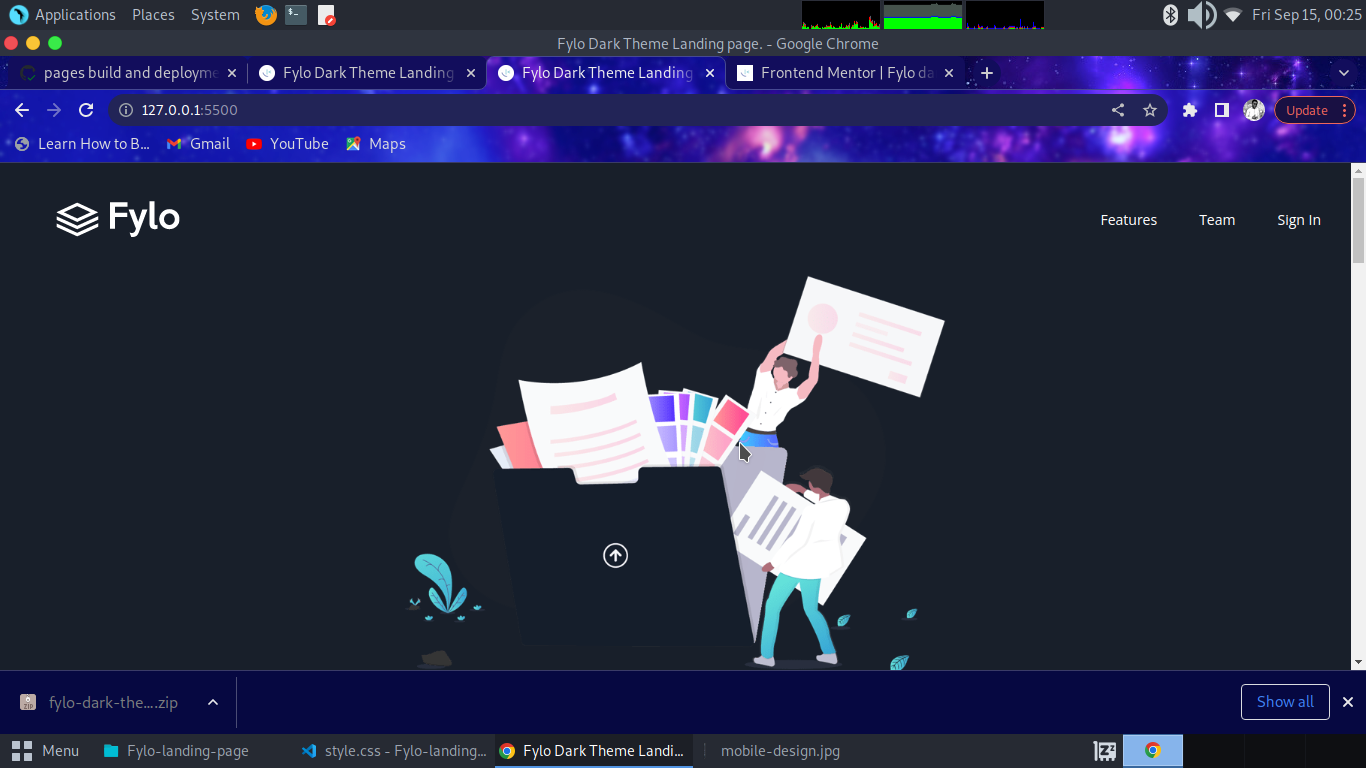 Applications Places System Fri Sep 15, 00:25
Fylo Dark Theme Landing page. - Google Chrome
pages build and deployme Fylo Dark Theme Landing Fylo Dark Theme Landing Frontend Mentor | Fylo da
127.0.0.1:5500 Update
Learn How to B... Gmail YouTube Maps
Fylo Features Team Sign In
fylo-dark-the....zip Show all
Menu Fylo-landing-page style.css - Fylo-landing... Fylo Dark Theme Landi... mobile-design.jpg